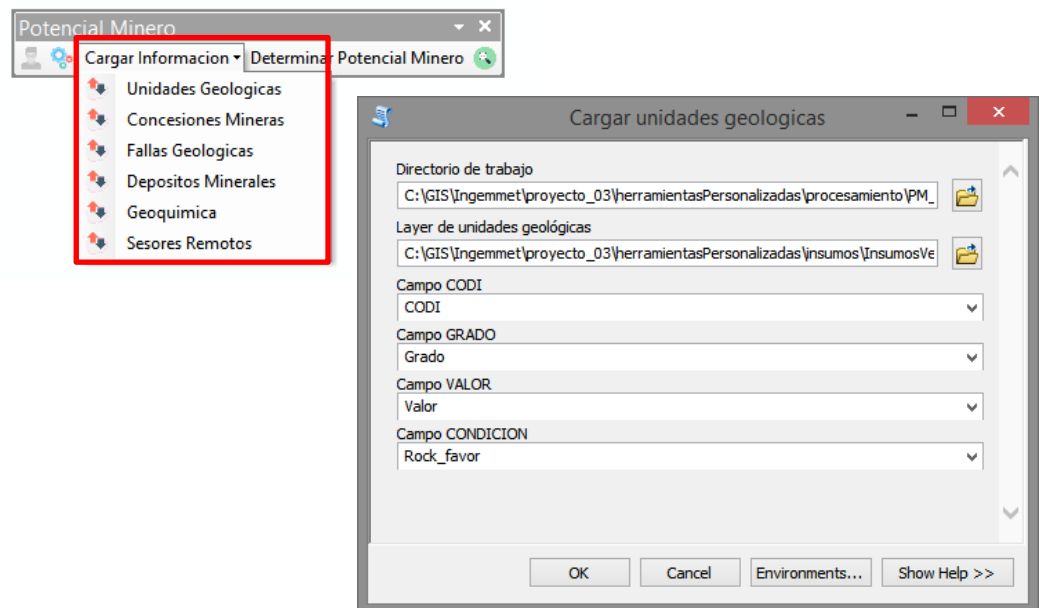 Potencial Minero
Cargar Informacion Determinar Potencial Minero
Unidades Geologicas
Concesiones Mineras
Fallas Geologicas
Depositos Minerales
Geoquimica
Sesores Remotos
Cargar unidades geologicas
Directorio de trabajo
C:\GIS\Ingemmet\proyecto_03\herramientasPersonalizadas\procesamiento\PM_
Layer de unidades geológicas
C:\GIS\Ingemmet\proyecto_03\herramientasPersonalizadas\insumos\InsumosVe
Campo CODI
CODI
Campo GRADO
Grado
Campo VALOR
Valor
Campo CONDICION
Rock_favor
OK Cancel Environments... Show Help >>